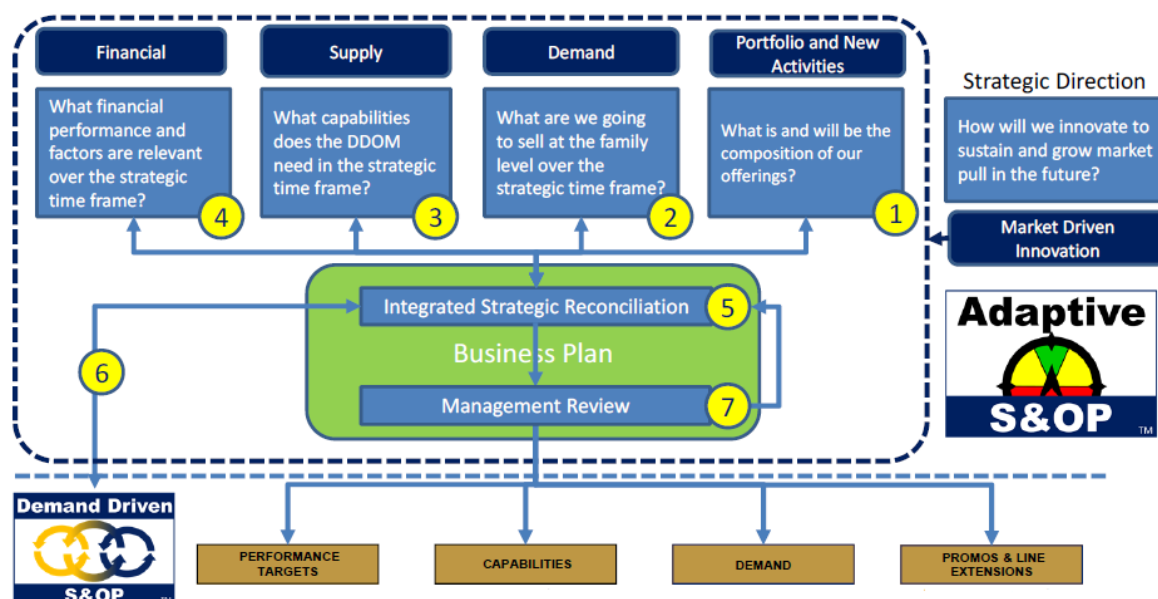 Financial
Supply
Demand
Portfolio and New
Activities
What financial
performance and
factors are relevant
over the strategic
time frame?
4
What capabilities
does the DDOM
need in the strategic
time frame?
3
What are we going
to sell at the family
level over the
strategic time frame?
2
What is and will be the
composition of our
offerings?
1
Strategic Direction
How will we innovate to
sustain and grow market
pull in the future?
Market Driven
Innovation
Integrated Strategic Reconciliation
5
Business Plan
6
Management Review
7
Adaptive
S&OP
TM
Demand Driven
S&OP
PERFORMANCE
TARGETS
CAPABILITIES
DEMAND
PROMOS & LINE
EXTENSIONS